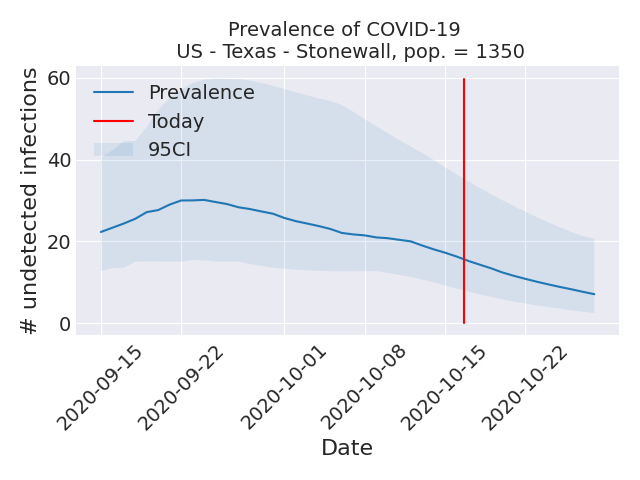 Prevalence of COVID-19
US - Texas - Stonewall, pop. = 1350
# undetected infections
60
40
20
0
Prevalence
Today
95CI
2020-09-15
2020-09-22
2020-10-01
2020-10-08
2020-10-15
2020-10-22
Date